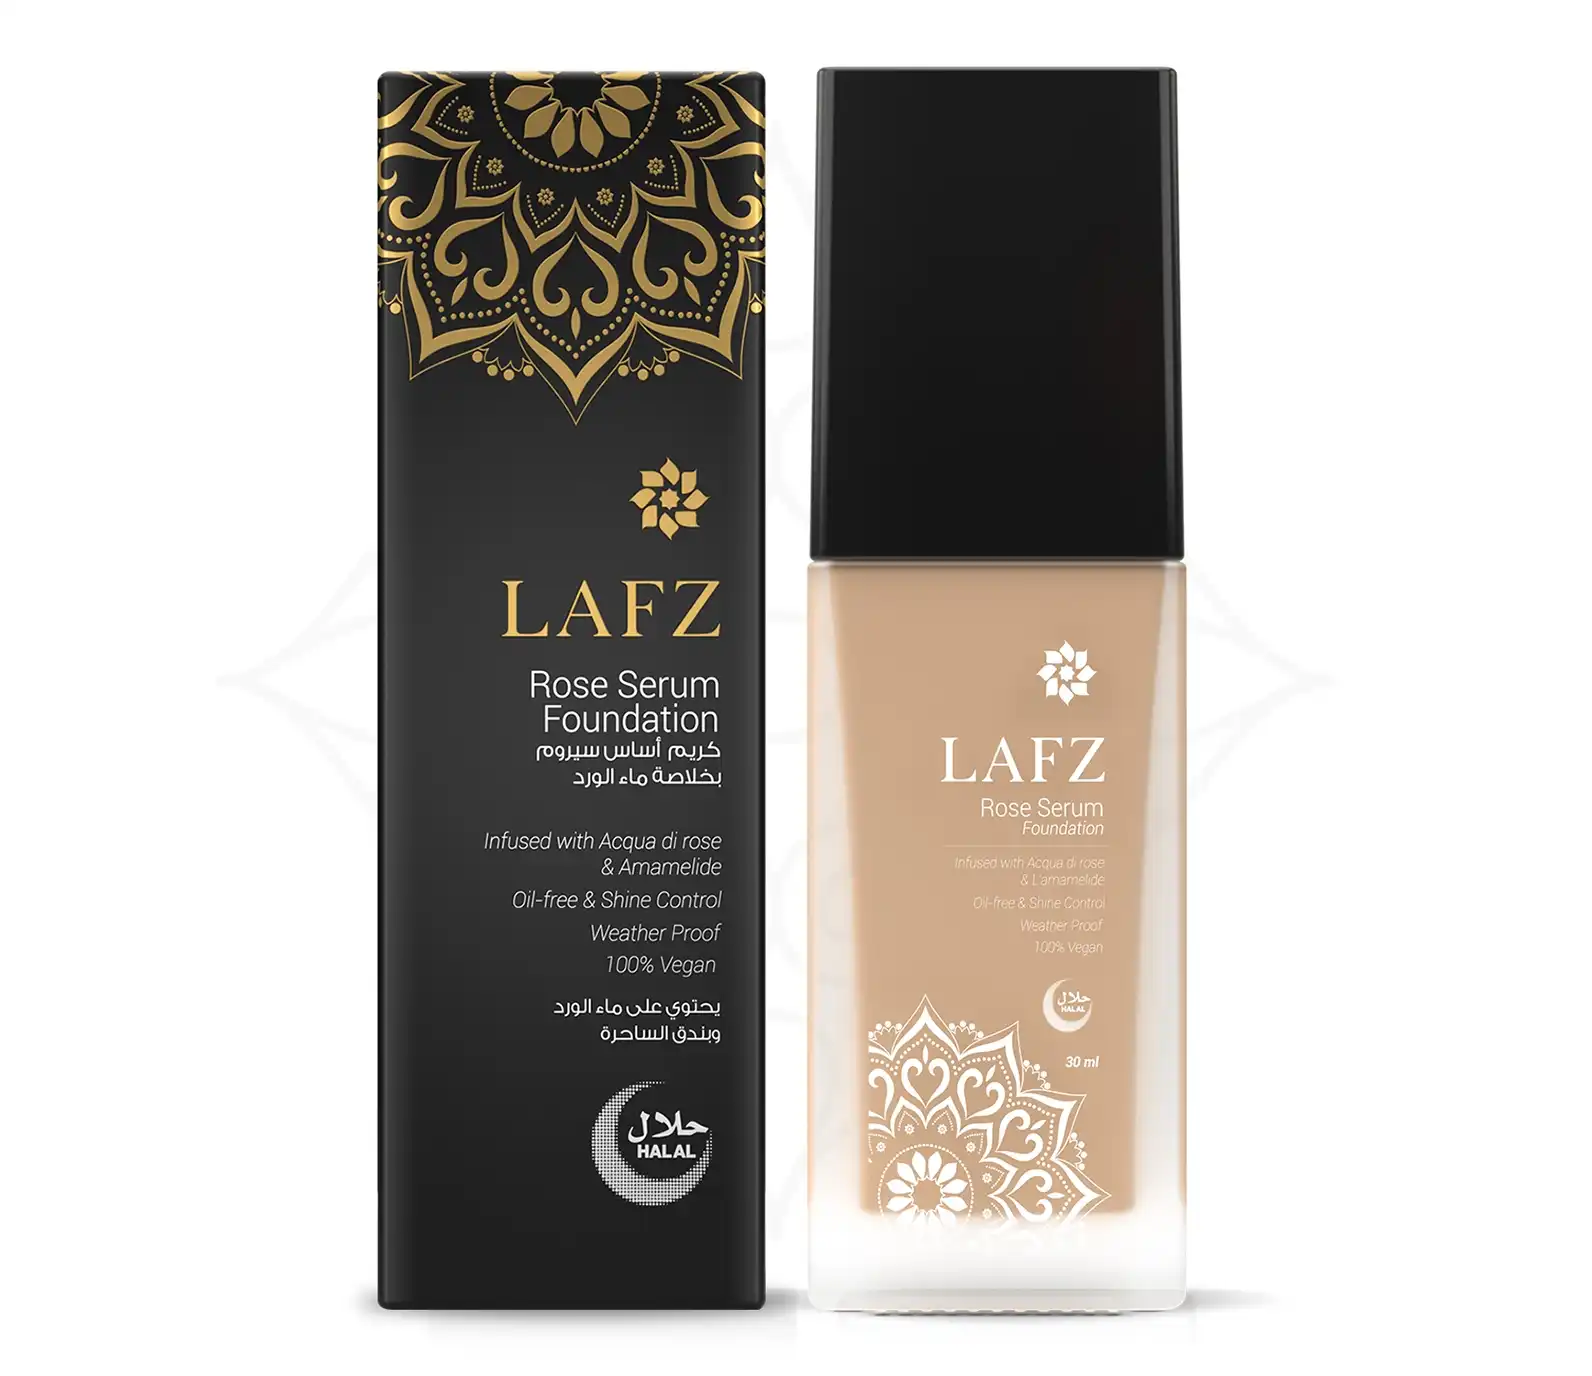 LAFZ
Rose Serum
Foundation
كريم أساس سيروم
بخلاصة ماء الورد
Infused with Acqua di rose
& Amamelide
Oil-free & Shine Control
Weather Proof
100% Vegan
يحتوي على ماء الورد
وبندق الساحرة
حلال
HALAL
LAFZ
Rose Serum
Foundation
Infused with Acqua di rose
& L'amamelide
Oil-free & Shine Control
Weather Proof
100% Vegan
حلال
HALAL
30 ml